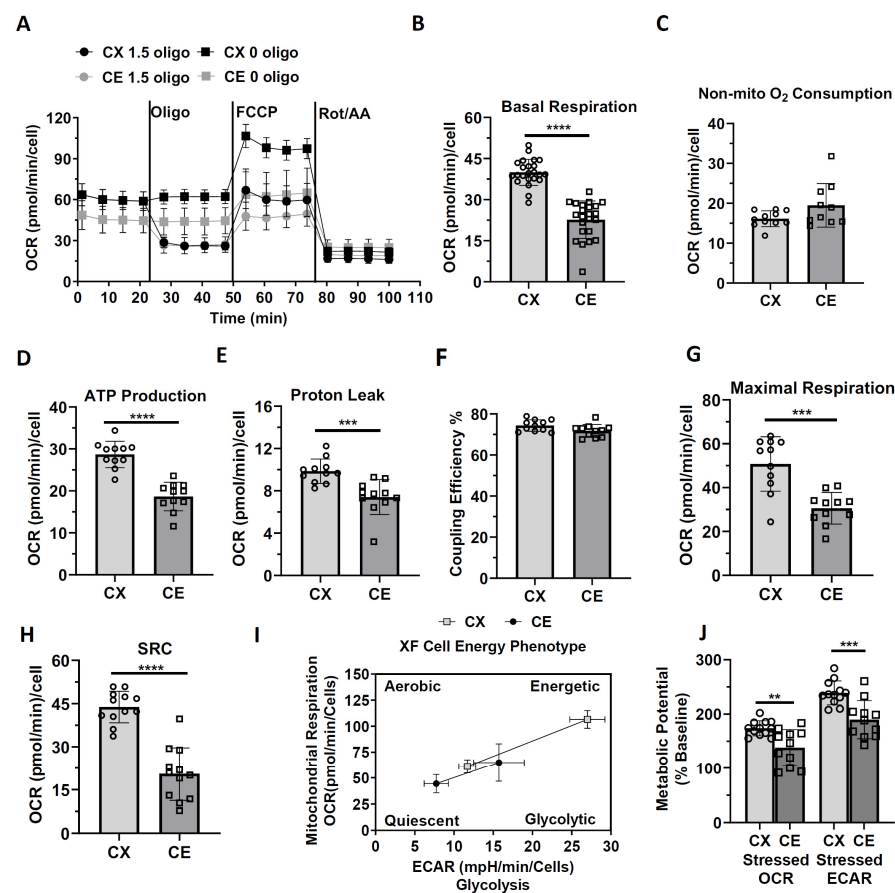 A
CX 1.5 oligo
CX 0 oligo
CE 1.5 oligo
CE 0 oligo
Oligo
FCCP
Rot/AA
OCR (pmol/min/cell)
120
90
60
30
0
0 10 20 30 40 50 60 70 80 90 100 110
Time (min)
B
Basal Respiration
****
OCR (pmol/min)/cell
60
45
30
15
0
CX CE
C
Non-mito O2 Consumption
OCR (pmol/min)/cell
40
30
20
10
0
CX CE
D
ATP Production
****
OCR (pmol/min)/cell
40
30
20
10
0
CX CE
E
Proton Leak
***
OCR (pmol/min)/cell
16
12
8
4
0
CX CE
F
Coupling Efficiency %
80
60
40
20
0
CX CE
G
Maximal Respiration
***
OCR (pmol/min)/cell
80
60
40
20
0
CX CE
H
SRC
****
OCR (pmol/min)/cell
60
45
30
15
0
CX CE
I
CX CE
XF Cell Energy Phenotype
Mitochondrial Respiration
OCR(pmol/min/Cells)
150
125
100
75
50
25
0
Aerobic
Energetic
Quiescent
Glycolytic
0 5 10 15 20 25 30
ECAR (mpH/min/Cells)
Glycolysis
J
**
***
Metabolic Potential
(% Baseline)
300
200
100
0
CX CE CX CE
Stressed Stressed
OCR ECAR